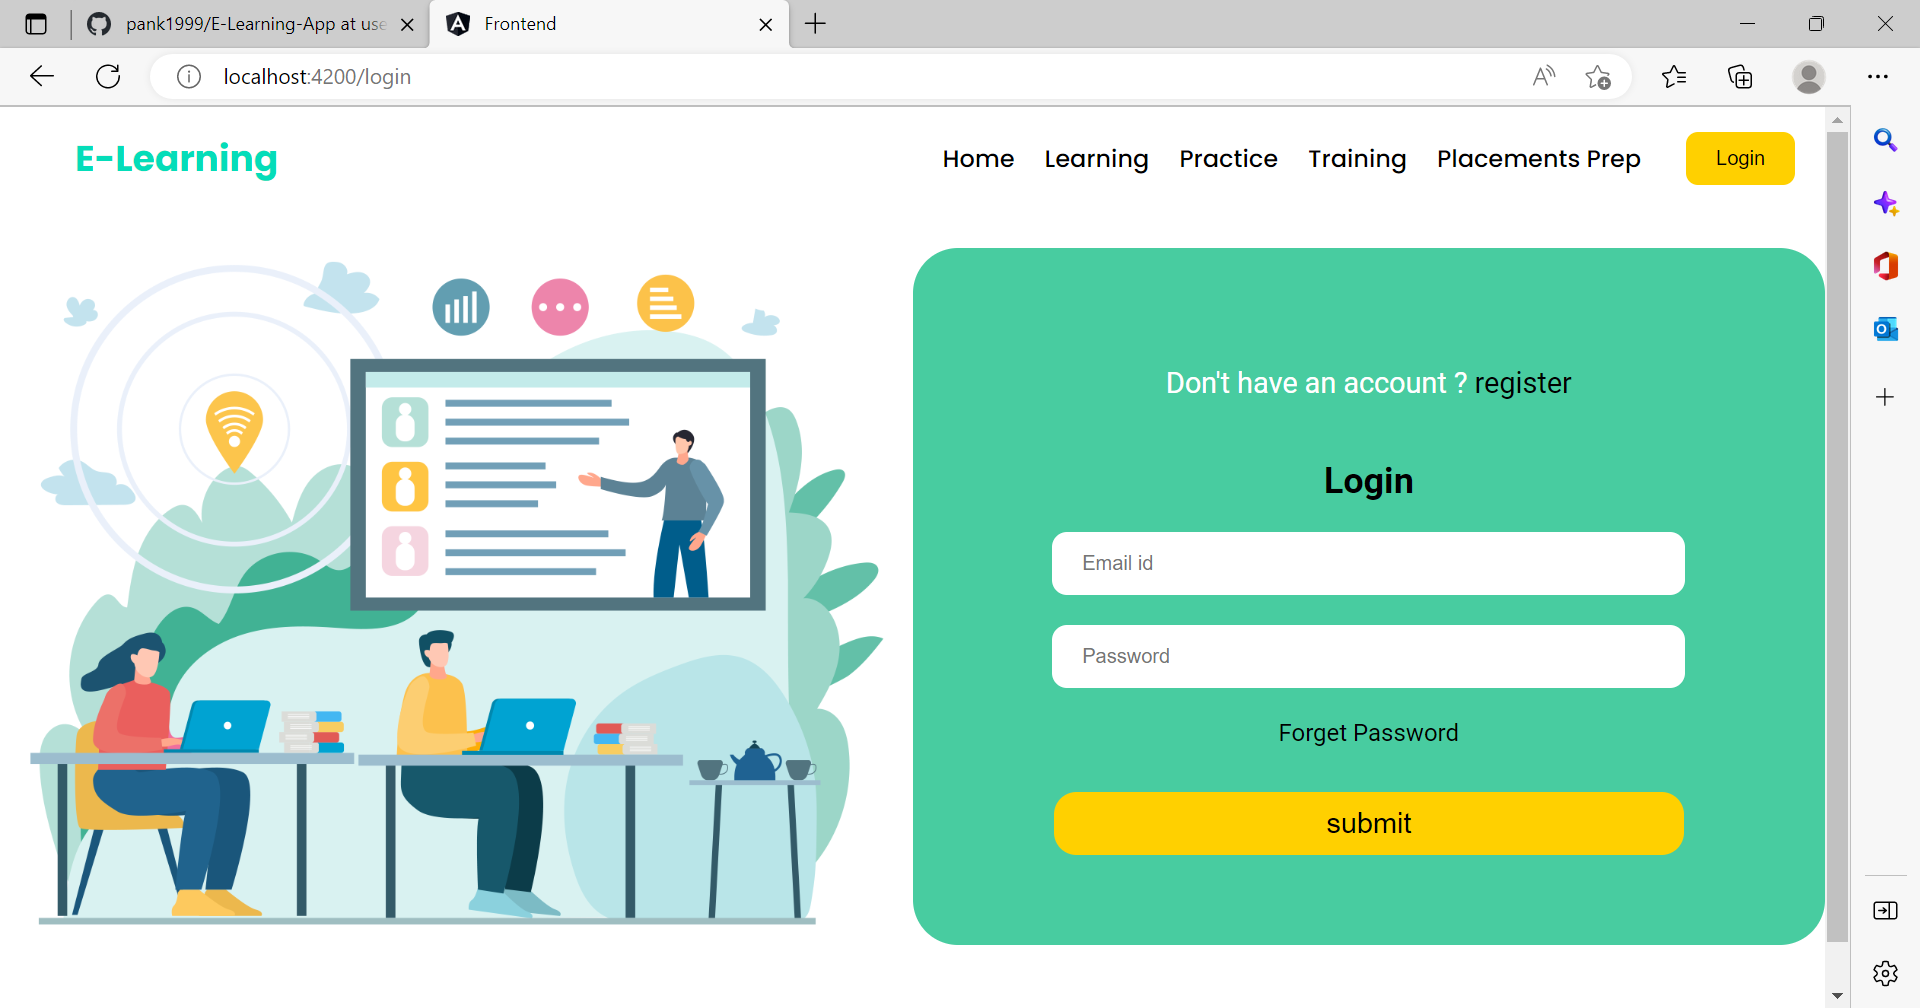 pank1999/E-Learning-App at use
Frontend
localhost:4200/login
E-Learning
Home Learning Practice Training Placements Prep Login
Don't have an account ? register
Login
Email id
Password
Forget Password
submit